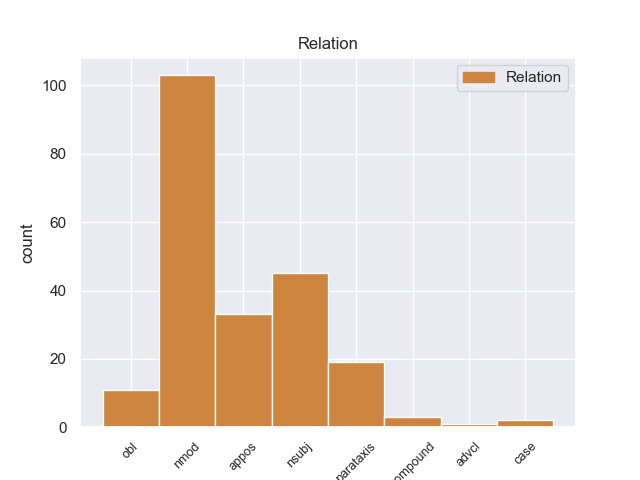 Relation
Relation
100
80
60
40
20
0
count
obl
nmod
appos
nsubj
parataxis
ompound
advcl
case